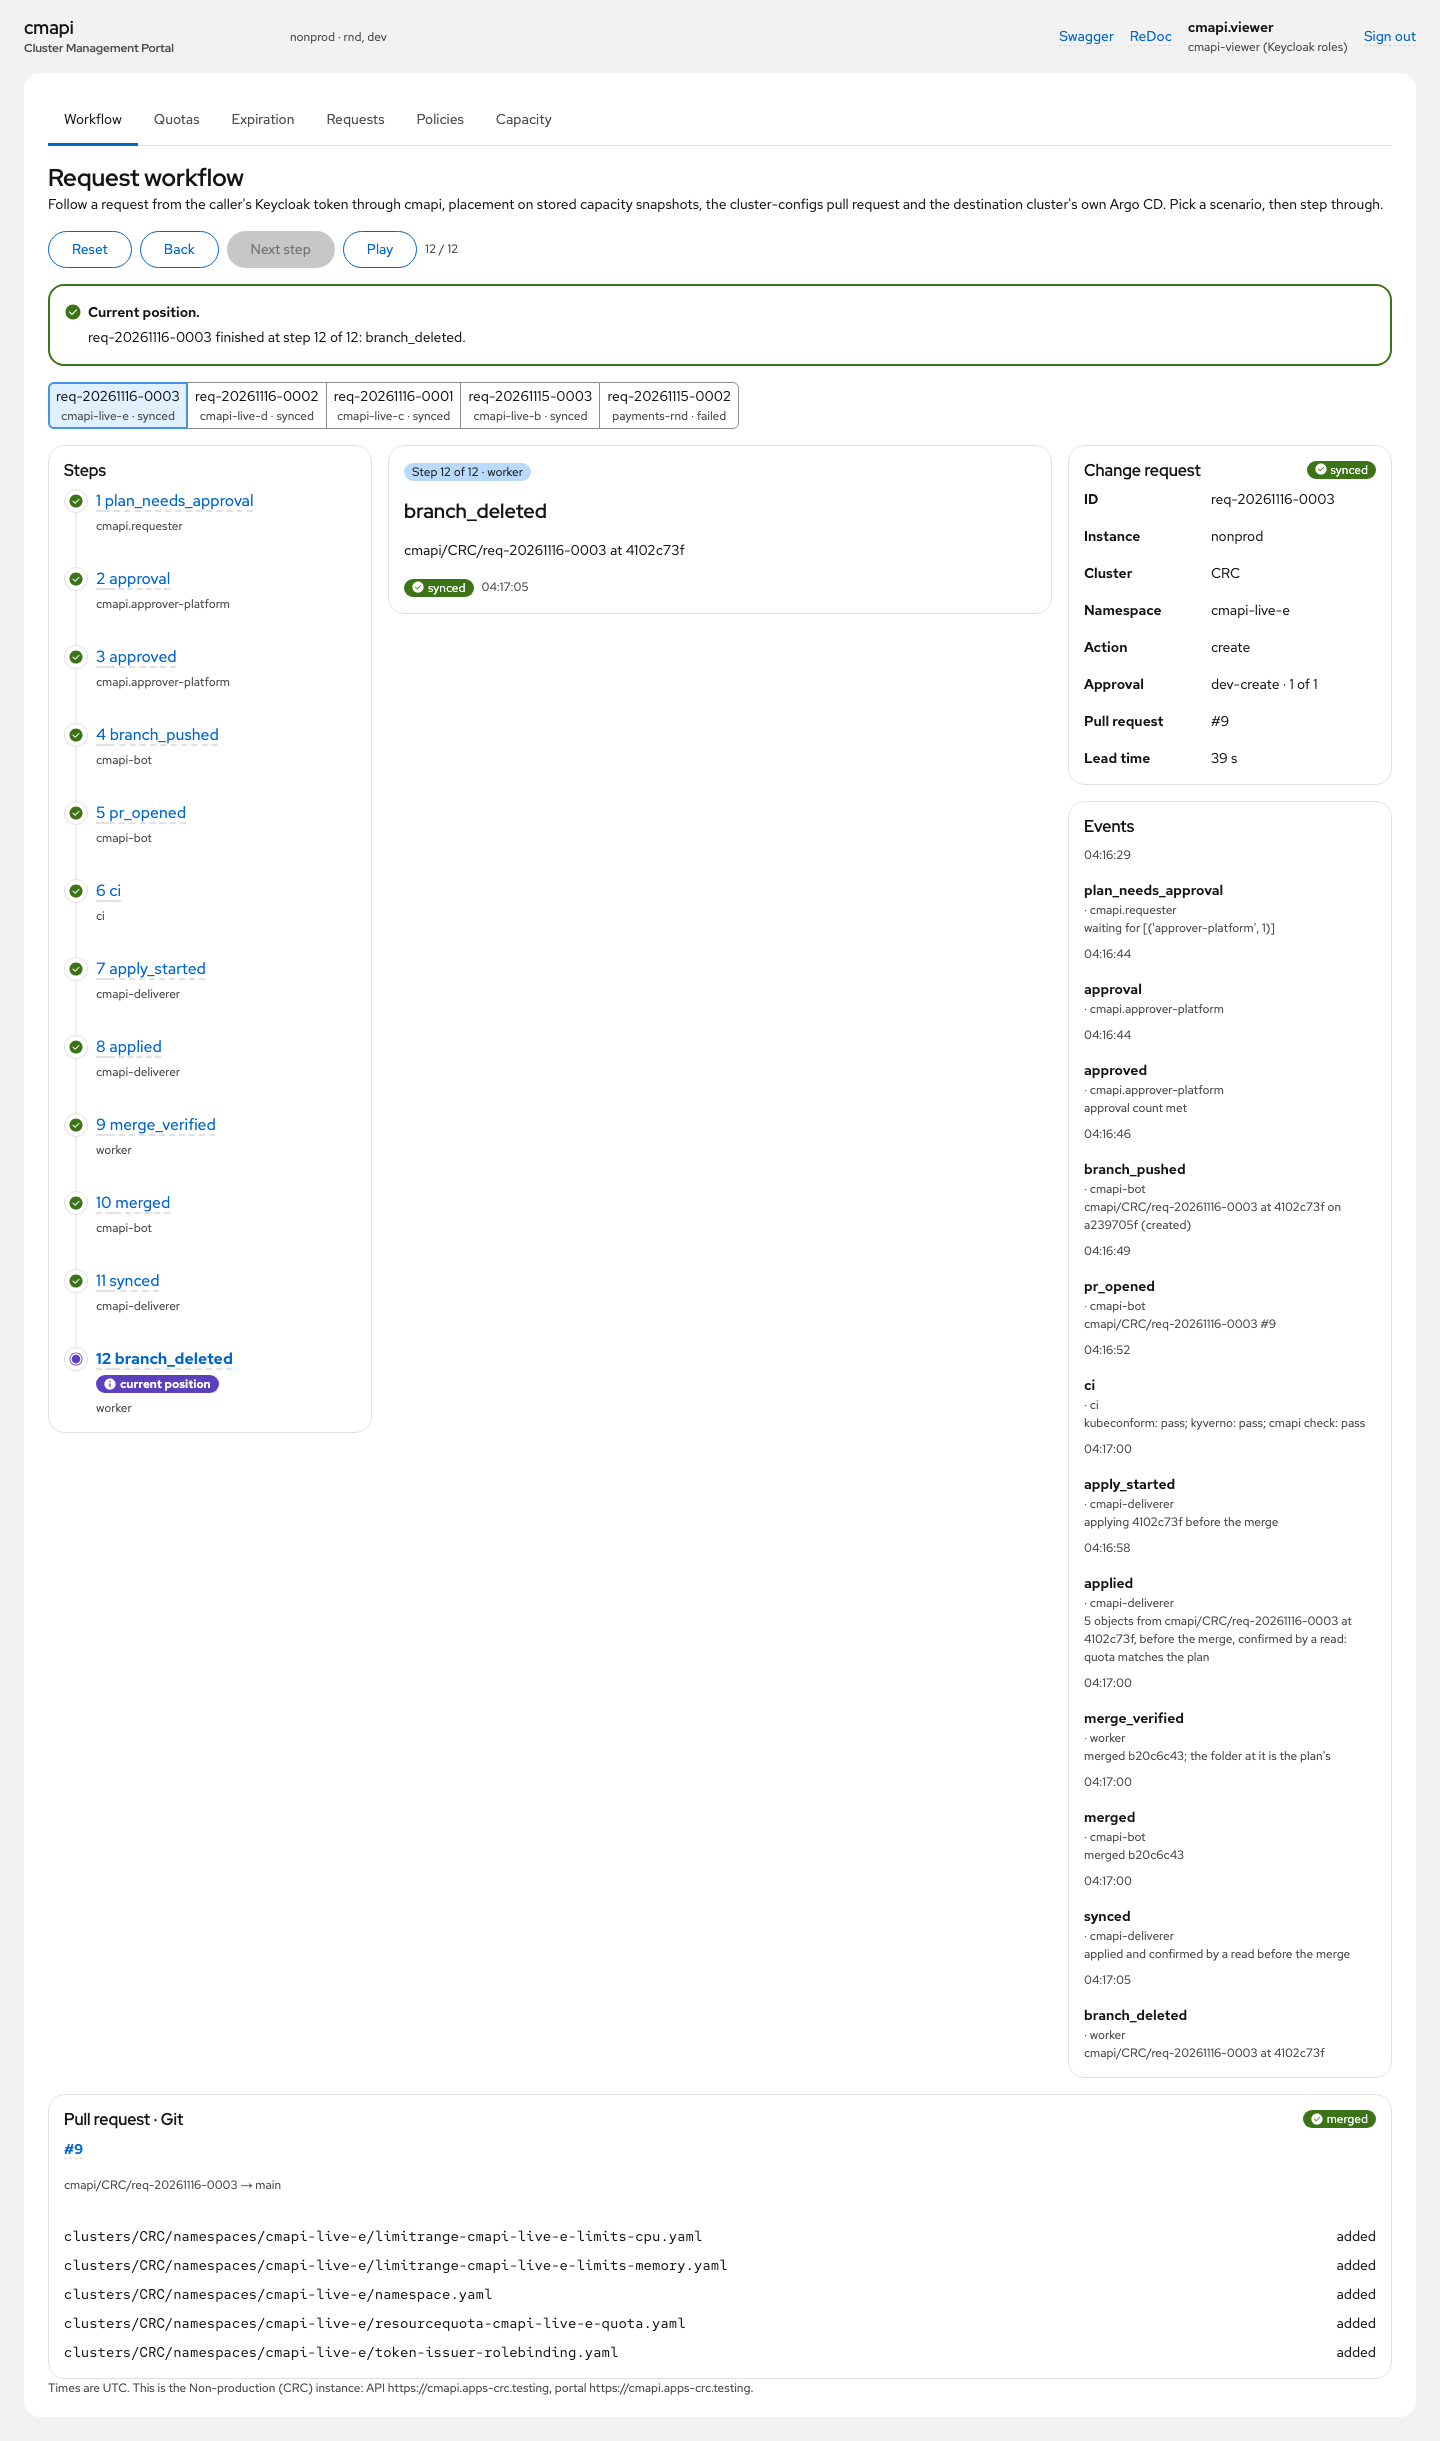 cmapi
Cluster Management Portal
nonprod · rnd, dev
Swagger
ReDoc
cmapi.viewer
cmapi-viewer (Keycloak roles)
Sign out
Workflow
Quotas
Expiration
Requests
Policies
Capacity
Request workflow
Follow a request from the caller's Keycloak token through cmapi, placement on stored capacity snapshots, the cluster-configs pull request and the destination cluster's own Argo CD. Pick a scenario, then step through.
Reset
Back
Next step
Play
12 / 12
Current position.
req-20261116-0003 finished at step 12 of 12: branch_deleted.
req-20261116-0003
cmapi-live-e · synced
req-20261116-0002
cmapi-live-d · synced
req-20261116-0001
cmapi-live-c · synced
req-20261115-0003
cmapi-live-b · synced
req-20261115-0002
payments-rnd · failed
Steps
1 plan_needs_approval
cmapi.requester
2 approval
cmapi.approver-platform
3 approved
cmapi.approver-platform
4 branch_pushed
cmapi-bot
5 pr_opened
cmapi-bot
6 ci
ci
7 apply_started
cmapi-deliverer
8 applied
cmapi-deliverer
9 merge_verified
worker
10 merged
cmapi-bot
11 synced
cmapi-deliverer
12 branch_deleted
current position
worker
Step 12 of 12 · worker
branch_deleted
cmapi/CRC/req-20261116-0003 at 4102c73f
synced 04:17:05
Change request
synced
ID req-20261116-0003
Instance nonprod
Cluster CRC
Namespace cmapi-live-e
Action create
Approval dev-create · 1 of 1
Pull request #9
Lead time 39 s
Events
04:16:29
plan_needs_approval
· cmapi.requester
waiting for [('approver-platform', 1)]
04:16:44
approval
· cmapi.approver-platform
04:16:44
approved
· cmapi.approver-platform
approval count met
04:16:46
branch_pushed
· cmapi-bot
cmapi/CRC/req-20261116-0003 at 4102c73f on
a239705f (created)
04:16:49
pr_opened
· cmapi-bot
cmapi/CRC/req-20261116-0003 #9
04:16:52
ci
· ci
kubeconform: pass; kyverno: pass; cmapi check: pass
04:17:00
apply_started
· cmapi-deliverer
applying 4102c73f before the merge
04:16:58
applied
· cmapi-deliverer
5 objects from cmapi/CRC/req-20261116-0003 at
4102c73f, before the merge, confirmed by a read:
quota matches the plan
04:17:00
merge_verified
· worker
merged b20c6c43; the folder at it is the plan's
04:17:00
merged
· cmapi-bot
merged b20c6c43
04:17:00
synced
· cmapi-deliverer
applied and confirmed by a read before the merge
04:17:05
branch_deleted
· worker
cmapi/CRC/req-20261116-0003 at 4102c73f
Pull request · Git
merged
#9
cmapi/CRC/req-20261116-0003 → main
clusters/CRC/namespaces/cmapi-live-e/limitrange-cmapi-live-e-limits-cpu.yaml added
clusters/CRC/namespaces/cmapi-live-e/limitrange-cmapi-live-e-limits-memory.yaml added
clusters/CRC/namespaces/cmapi-live-e/namespace.yaml added
clusters/CRC/namespaces/cmapi-live-e/resourcequota-cmapi-live-e-quota.yaml added
clusters/CRC/namespaces/cmapi-live-e/token-issuer-rolebinding.yaml added
Times are UTC. This is the Non-production (CRC) instance: API https://cmapi.apps-crc.testing, portal https://cmapi.apps-crc.testing.